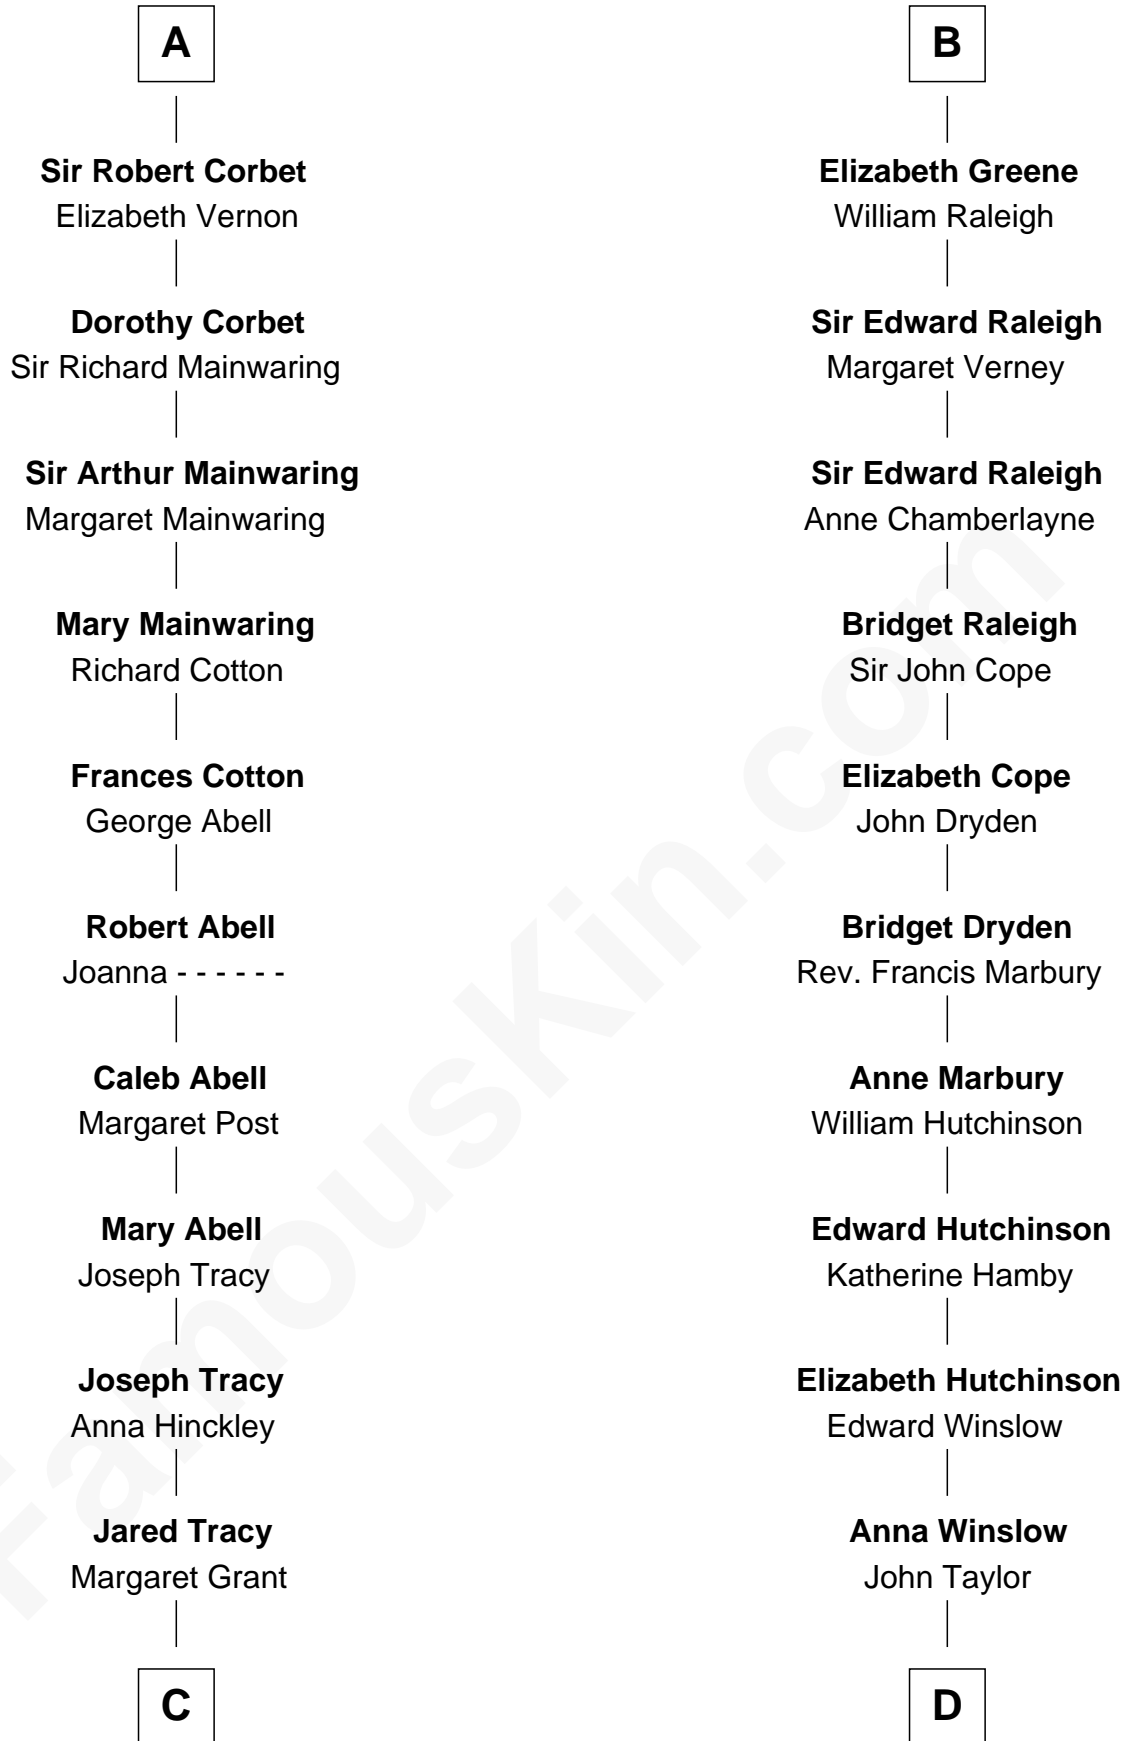 A
Sir Robert Corbet
Elizabeth Vernon
Dorothy Corbet
Sir Richard Mainwaring
Sir Arthur Mainwaring
Margaret Mainwaring
Mary Mainwaring
Richard Cotton
Frances Cotton
George Abell
Robert Abell
Joanna - - - - - -
Caleb Abell
Margaret Post
Mary Abell
Joseph Tracy
Joseph Tracy
Anna Hinckley
Jared Tracy
Margaret Grant
C
B
Elizabeth Greene
William Raleigh
Sir Edward Raleigh
Margaret Verney
Sir Edward Raleigh
Anne Chamberlayne
Bridget Raleigh
Sir John Cope
Elizabeth Cope
John Dryden
Bridget Dryden
Rev. Francis Marbury
Anne Marbury
William Hutchinson
Edward Hutchinson
Katherine Hamby
Elizabeth Hutchinson
Edward Winslow
Anna Winslow
John Taylor
D
FamousKin.com